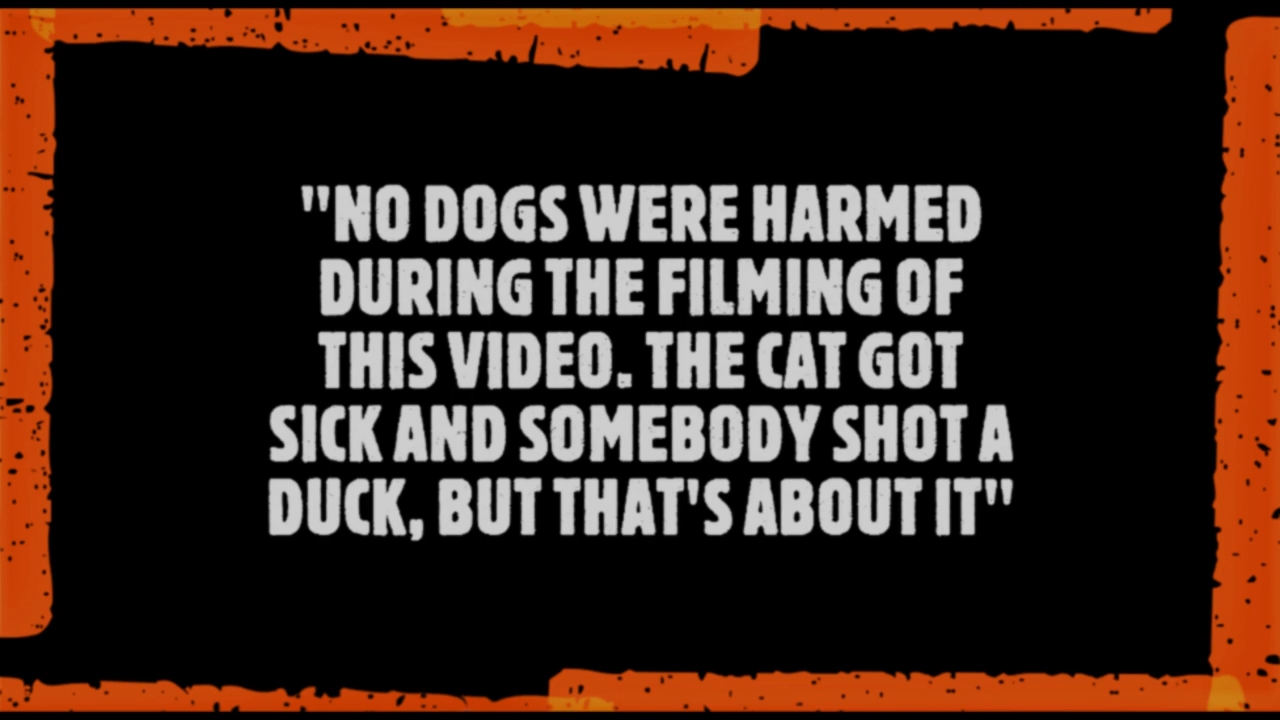 "NO DOGS WERE HARMED
DURING THE FILMING OF
THIS VIDEO. THE CAT GOT
SICK AND SOMEBODY SHOT A
DUCK, BUT THAT'S ABOUT IT"